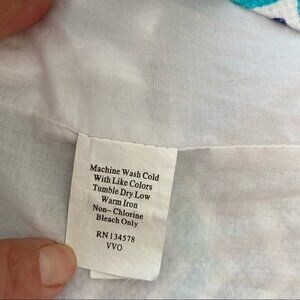 Machine Wash Cold
With Like Colors
Tumble Dry Low
Warm Iron
Non- Chlorine
Bleach Only
RN 134578
VVO